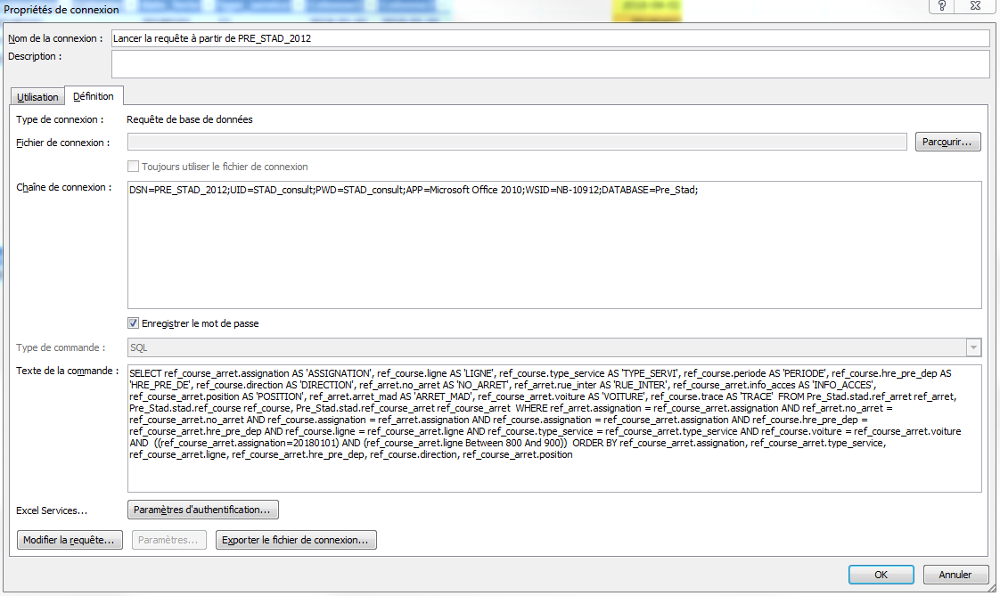 Propriétés de connexion
Nom de la connexion :
Lancer la requête à partir de PRE_STAD_2012
Description :
Utilisation
Définition
Type de connexion :
Requête de base de données
Fichier de connexion :
Parcourir...
Toujours utiliser le fichier de connexion
Chaîne de connexion :
DSN=PRE_STAD_2012;UID=STAD_consult;PWD=STAD_consult;APP=Microsoft Office 2010;WSID=NB-10912;DATABASE=Pre_Stad;
Enregistrer le mot de passe
Type de commande :
SQL
Texte de la commande :
SELECT ref_course_arret.assignation AS 'ASSIGNATION', ref_course.ligne AS 'LIGNE', ref_course.type_service AS 'TYPE_SERVI', ref_course.periode AS 'PERIODE', ref_course.hre_pre_dep AS
'HRE_PRE_DE', ref_course.direction AS 'DIRECTION', ref_arret.no_arret AS 'NO_ARRET', ref_arret.rue_inter AS 'RUE_INTER', ref_course_arret.info_acces AS 'INFO_ACCES',
ref_course_arret.position AS 'POSITION', ref_arret.arret_mad AS 'ARRET_MAD', ref_course_arret.voiture AS 'VOITURE', ref_course.trace AS 'TRACE' FROM Pre_Stad.stad.ref_arret ref_arret,
Pre_Stad.stad.ref_course ref_course, Pre_Stad.stad.ref_course_arret ref_course_arret WHERE ref_arret.assignation = ref_course_arret.assignation AND ref_arret.no_arret =
ref_course_arret.no_arret AND ref_course.assignation = ref_arret.assignation AND ref_course.assignation = ref_course_arret.assignation AND ref_course.hre_pre_dep =
ref_course_arret.hre_pre_dep AND ref_course.ligne = ref_course_arret.ligne AND ref_course.type_service = ref_course_arret.type_service AND ref_course.voiture = ref_course_arret.voiture
AND ((ref_course_arret.assignation=20180101) AND (ref_course_arret.ligne Between 800 And 900)) ORDER BY ref_course_arret.assignation, ref_course_arret.type_service,
ref_course_arret.ligne, ref_course_arret.hre_pre_dep, ref_course.direction, ref_course_arret.position
Excel Services...
Paramètres d'authentification...
Modifier la requête...
Paramètres...
Exporter le fichier de connexion...
OK
Annuler